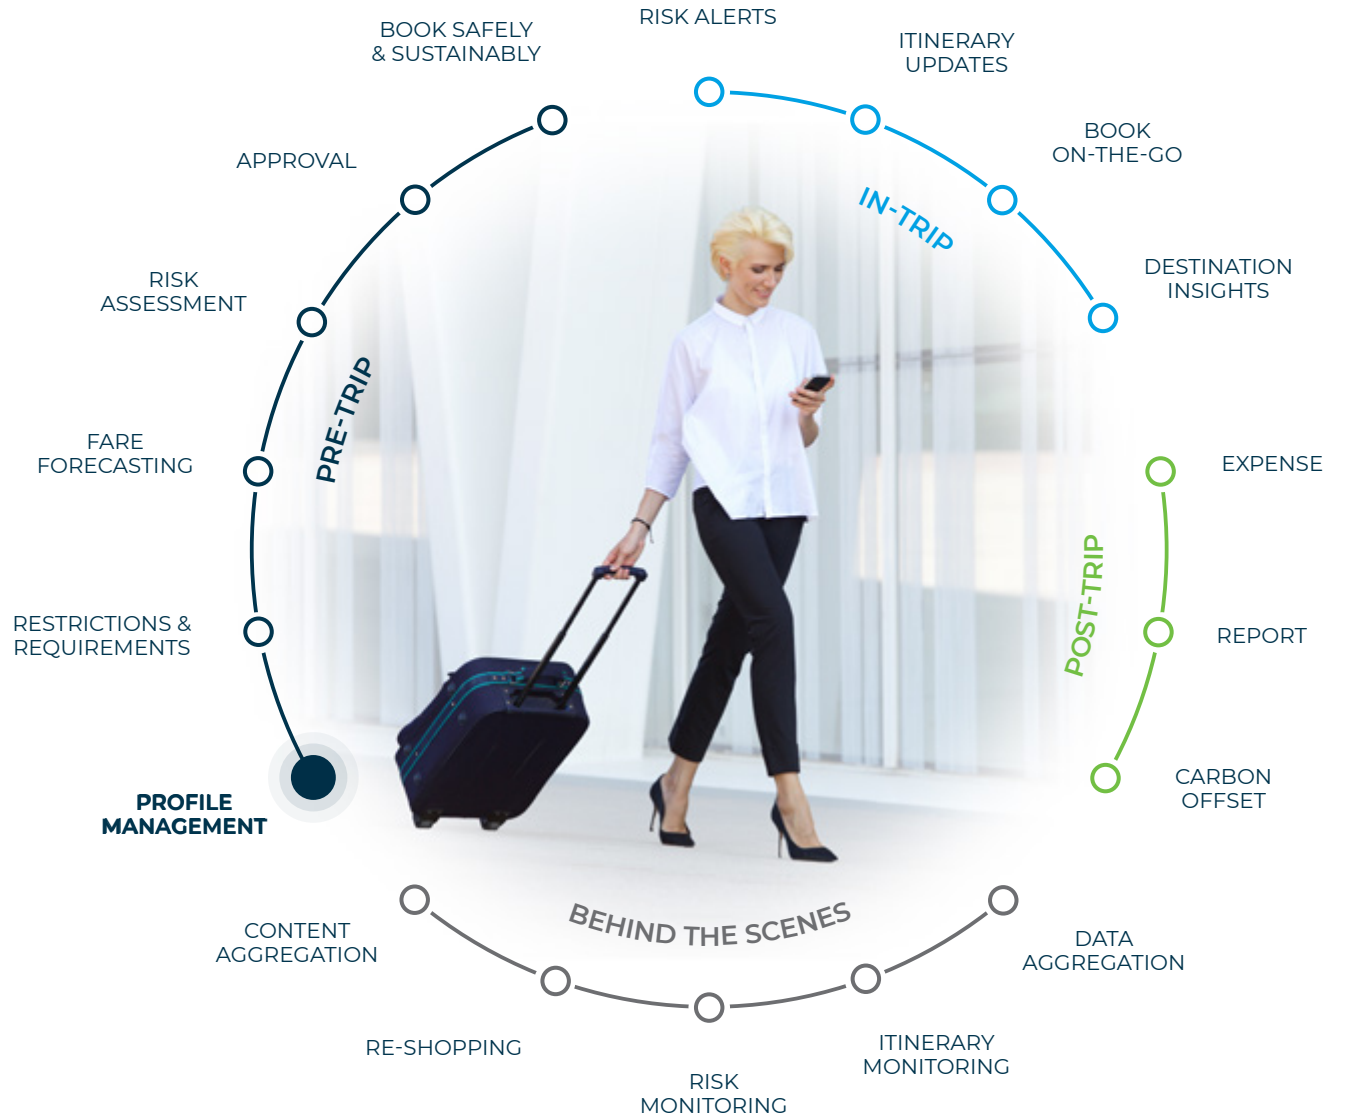 RISK ALERTS
BOOK SAFELY
& SUSTAINABLY
ITINERARY
UPDATES
BOOK
ON-THE-GO
APPROVAL
IN-TRIP
DESTINATION
INSIGHTS
RISK
ASSESSMENT
PRE-TRIP
FARE
FORECASTING
EXPENSE
POST-TRIP
RESTRICTIONS &
REQUIREMENTS
REPORT
CARBON
OFFSET
PROFILE
MANAGEMENT
BEHIND THE SCENES
CONTENT
AGGREGATION
DATA
AGGREGATION
RE-SHOPPING
ITINERARY
MONITORING
RISK
MONITORING